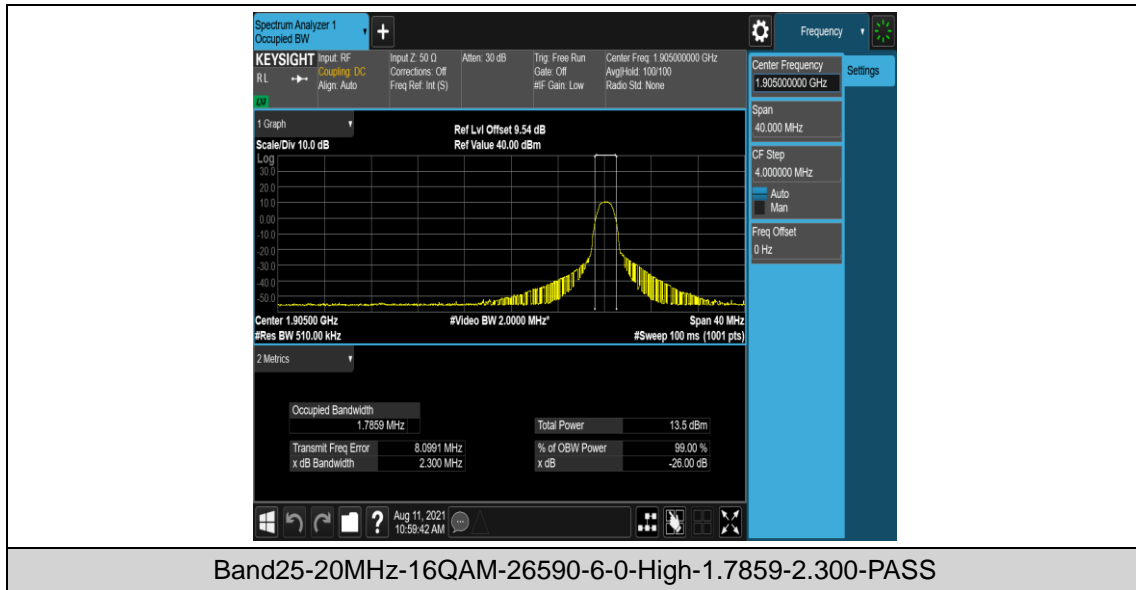 Spectrum Analyzer 1
Occupied BW
+
Frequency
KEYSIGHT
RL
LXI
Input: RF
Coupling: DC
Align: Auto
Input Z: 50 Ω
Corrections: Off
Freq Ref: Int (S)
Atten: 30 dB
Trig: Free Run
Gate: Off
#IF Gain: Low
Center Freq: 1.905000000 GHz
Avg|Hold: 100/100
Radio Std: None
Center Frequency
1.905000000 GHz
Settings
Span
40.000 MHz
CF Step
4.000000 MHz
Auto
Man
Freq Offset
0 Hz
1 Graph
Scale/Div 10.0 dB
Ref Lvl Offset 9.54 dB
Ref Value 40.00 dBm
Log
30.0
20.0
10.0
0.00
-10.0
-20.0
-30.0
-40.0
-50.0
Center 1.90500 GHz
#Video BW 2.0000 MHz*
Span 40 MHz
#Res BW 510.00 kHz
#Sweep 100 ms (1001 pts)
2 Metrics
Occupied Bandwidth
1.7859 MHz
Total Power 13.5 dBm
Transmit Freq Error 8.0991 MHz
% of OBW Power 99.00 %
x dB Bandwidth 2.300 MHz
x dB -26.00 dB
?
Aug 11, 2021
10:59:42 AM
Band25-20MHz-16QAM-26590-6-0-High-1.7859-2.300-PASS